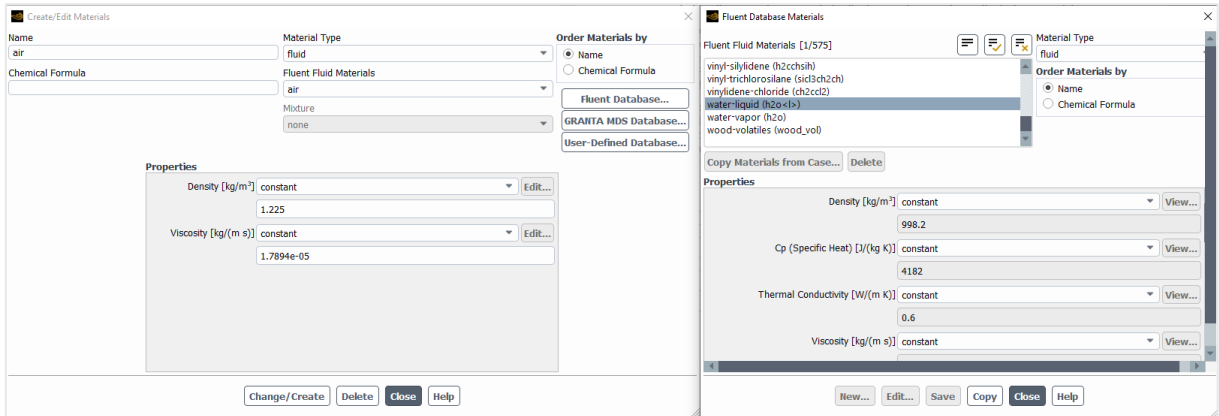 Create/Edit Materials
Name
air
Chemical Formula
Material Type
fluid
Fluent Fluid Materials
air
Mixture
none
Order Materials by
Name
Chemical Formula
Fluent Database...
GRANTA MDS Database...
User-Defined Database...
Properties
Density [kg/m³] constant Edit...
1.225
Viscosity [kg/(m s)] constant Edit...
1.7894e-05
Change/Create Delete Close Help
Fluent Database Materials
Fluent Fluid Materials [1/575]
vinyl-silylidene (h2cchsih)
vinyl-trichlorosilane (sicl3ch2ch)
vinylidene-chloride (ch2ccl2)
water-liquid (h2o<l>)
water-vapor (h2o)
wood-volatiles (wood_vol)
Material Type
fluid
Order Materials by
Name
Chemical Formula
Copy Materials from Case... Delete
Properties
Density [kg/m³] constant View...
998.2
Cp (Specific Heat) [J/(kg K)] constant View...
4182
Thermal Conductivity [W/(m K)] constant View...
0.6
Viscosity [kg/(m s)] constant View...
New... Edit... Save Copy Close Help